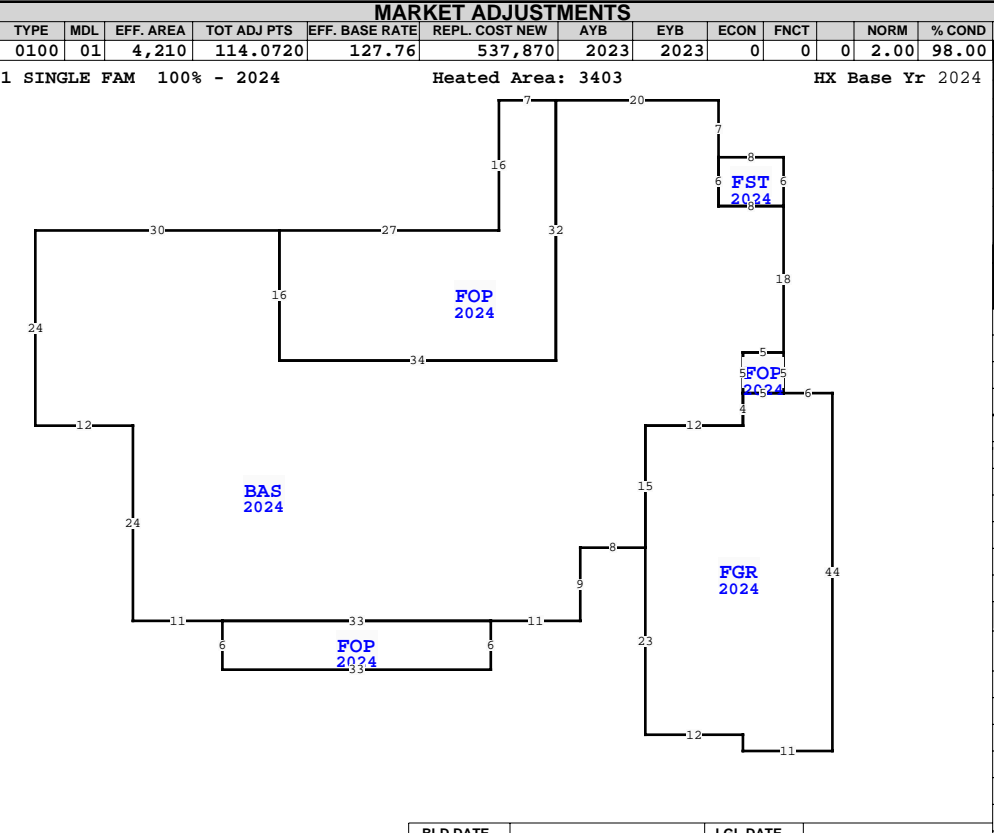 MARKET ADJUSTMENTS
TYPE MDL EFF. AREA TOT ADJ PTS EFF. BASE RATE REPL. COST NEW AYB EYB ECON FNCT NORM % COND
0100 01 4,210 114.0720 127.76 537,870 2023 2023 0 0 0 2.00 98.00
1 SINGLE FAM 100% - 2024 Heated Area: 3403 HX Base Yr 2024
7 20
7
8
16
6 FST 6
2024
8
30 27 32
18
16 FOP
2024
24
5
34
5 FOP 5
2024
5 6
4
12 12
15
BAS
2024
24
8
FGR
2024
44
9
11 33 11
23
6 FOP 6
2024
33
12
11
BLD DATE LGL DATE